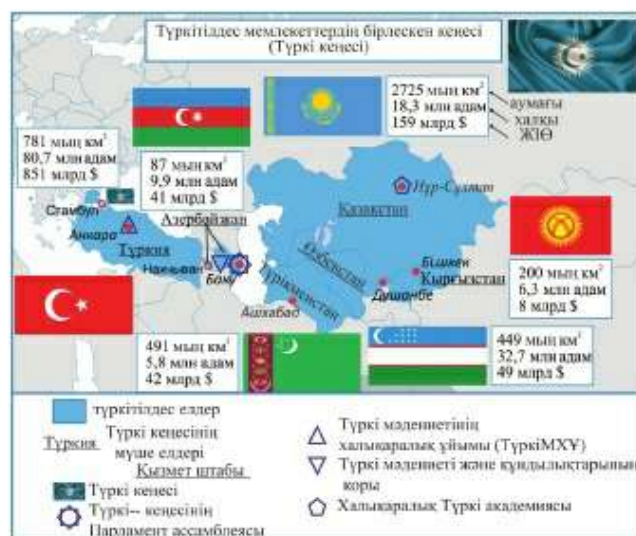 Түркітілдес мемлекеттердің бірлескен кеңесі
(Түркі кеңесі)
2725 мың км²
18,3 млн адам
159 млрд $
аумағы
халқы
ЖІӨ
781 мың км²
80,7 млн адам
851 млрд $
87 мың км²
9,9 млн адам
41 млрд $
Стамбул
Анкара
Түркия
Азербайжан
Нахчыван
Баку
Нұр-Сұлтан
Қазақстан
Өзбекстан
Түрікменстан
Ашхабад
Бішкек
Қырғызстан
Душанбе
200 мың км²
6,3 млн адам
8 млрд $
491 мың км²
5,8 млн адам
42 млрд $
449 мың км²
32,7 млн адам
49 млрд $
түркітілдес елдер
Түркия Түркі кеңесінің
мүше елдері
Қызмет штабы
Түркі кеңесі
Түркі-- кеңесінің
Парламент ассамблеясы
Түркі мәдениетінің
халықаралық ұйымы (ТүркіМХҰ)
Түркі мәдениеті және құндылықтарының
қоры
Халықаралық Түркі академиясы